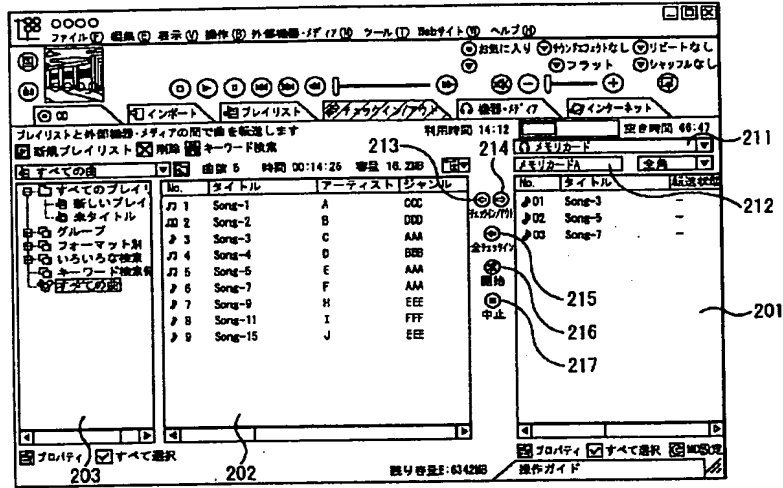 ○○○○
ファイル(F) 編集(E) 表示(V) 操作(B) 外部機器・メディア(M) ツール(T) Webサイト(W) ヘルプ(H)
お気に入り サウンドエフェクトなし リピートなし
フラット シャッフルなし
∞ インポート プレイリスト チェックイン/アウト 機器・メディア インターネット
プレイリストと外部機器・メディアの間で曲を転送します 213 利用時間 14:12 空き時間 66:47
新規プレイリスト 削除 キーワード検索 214 メモリカード 211
すべての曲 曲数 5 時間 00:14:25 容量 16.2MB メモリカードA 全角 212
すべてのプレイリ
新しいプレイ
未タイトル
グループ
フォーマット別
いろいろな検索
キーワード検索
すべての曲
No. タイトル アーティスト ジャンル
1 Song-1 A CCC
2 Song-2 B DDD
3 Song-3 C AAA
4 Song-4 D BBB
5 Song-5 E AAA
6 Song-7 F AAA
7 Song-9 H EEE
8 Song-11 I FFF
9 Song-15 J EEE
チェックイン/アウト
全チェックイン 215
開始 216
中止 217
No. タイトル 転送状態
01 Song-3 —
02 Song-5 —
03 Song-7 —
201
プロパティ すべて選択
203 202
プロパティ すべて選択
残り容量E:6342MB 操作ガイド